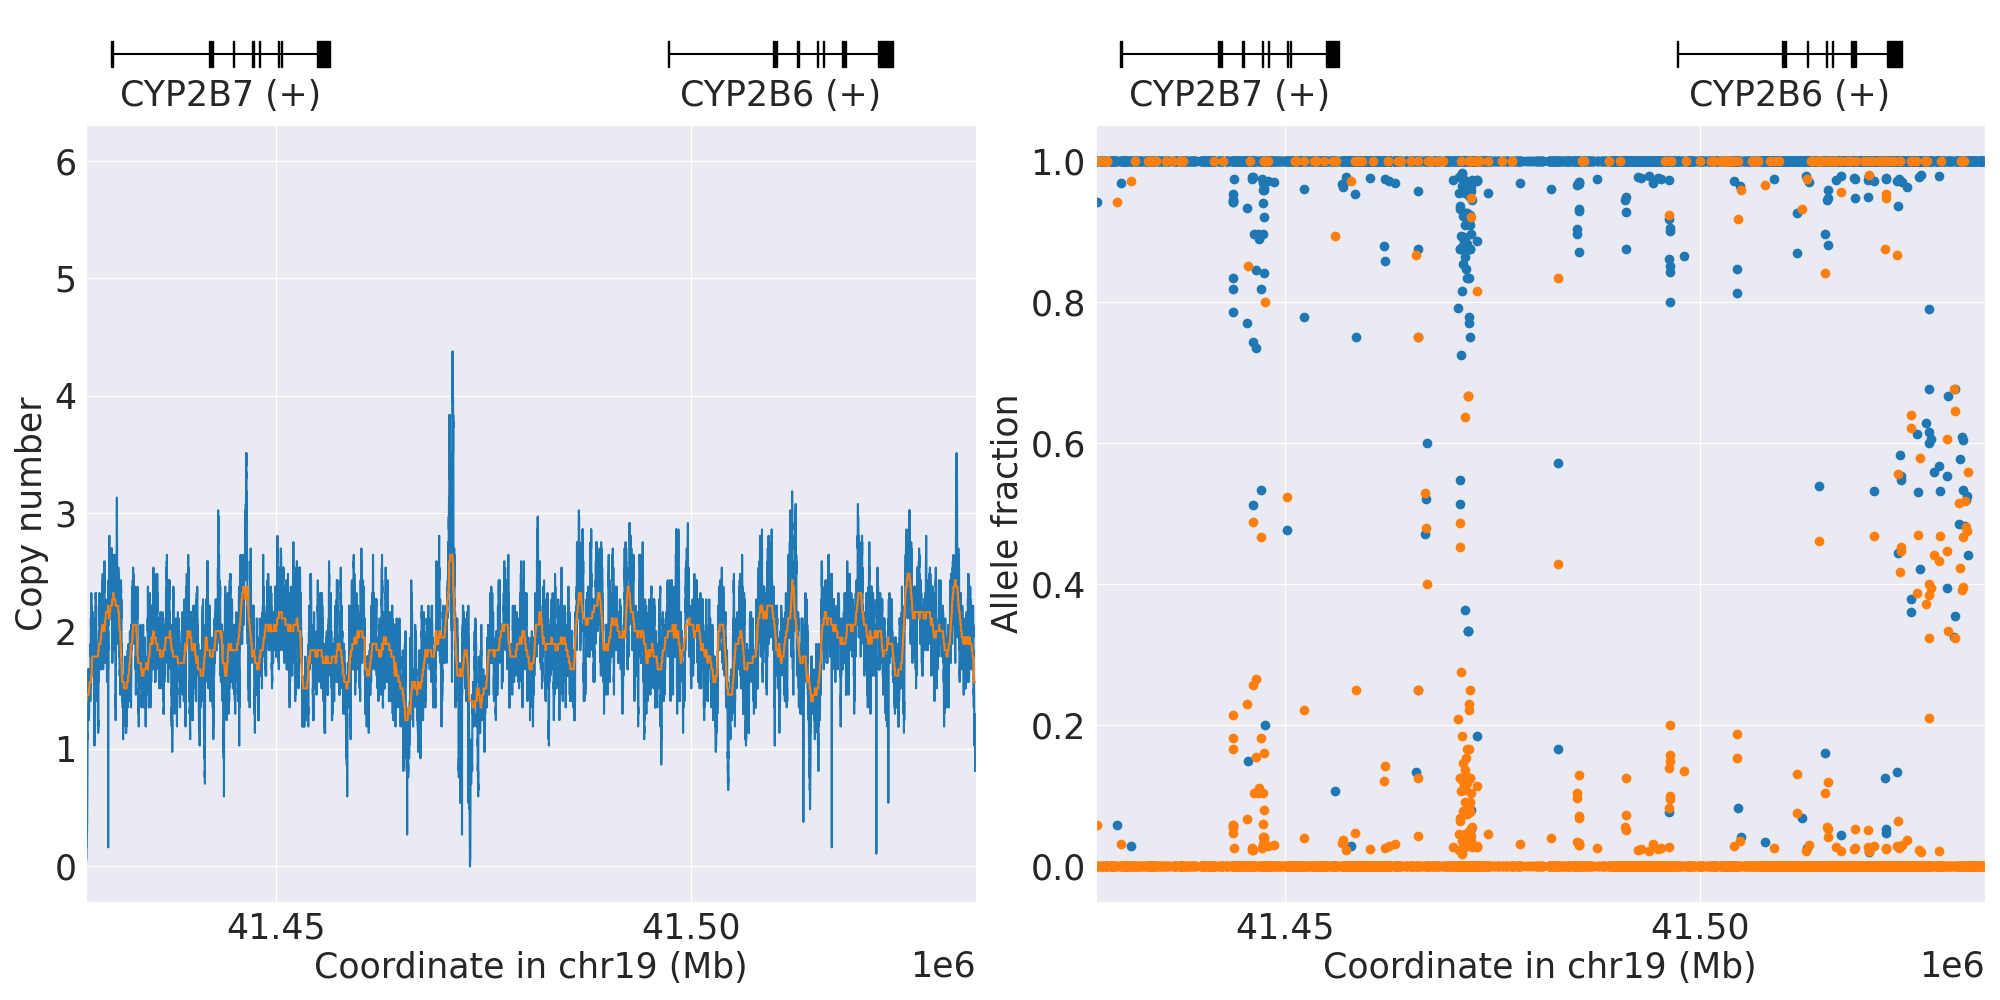 CYP2B7 (+)
CYP2B6 (+)
Copy number
6
5
4
3
2
1
0
41.45
41.50
Coordinate in chr19 (Mb)
1e6
CYP2B7 (+)
CYP2B6 (+)
Allele fraction
1.0
0.8
0.6
0.4
0.2
0.0
41.45
41.50
Coordinate in chr19 (Mb)
1e6